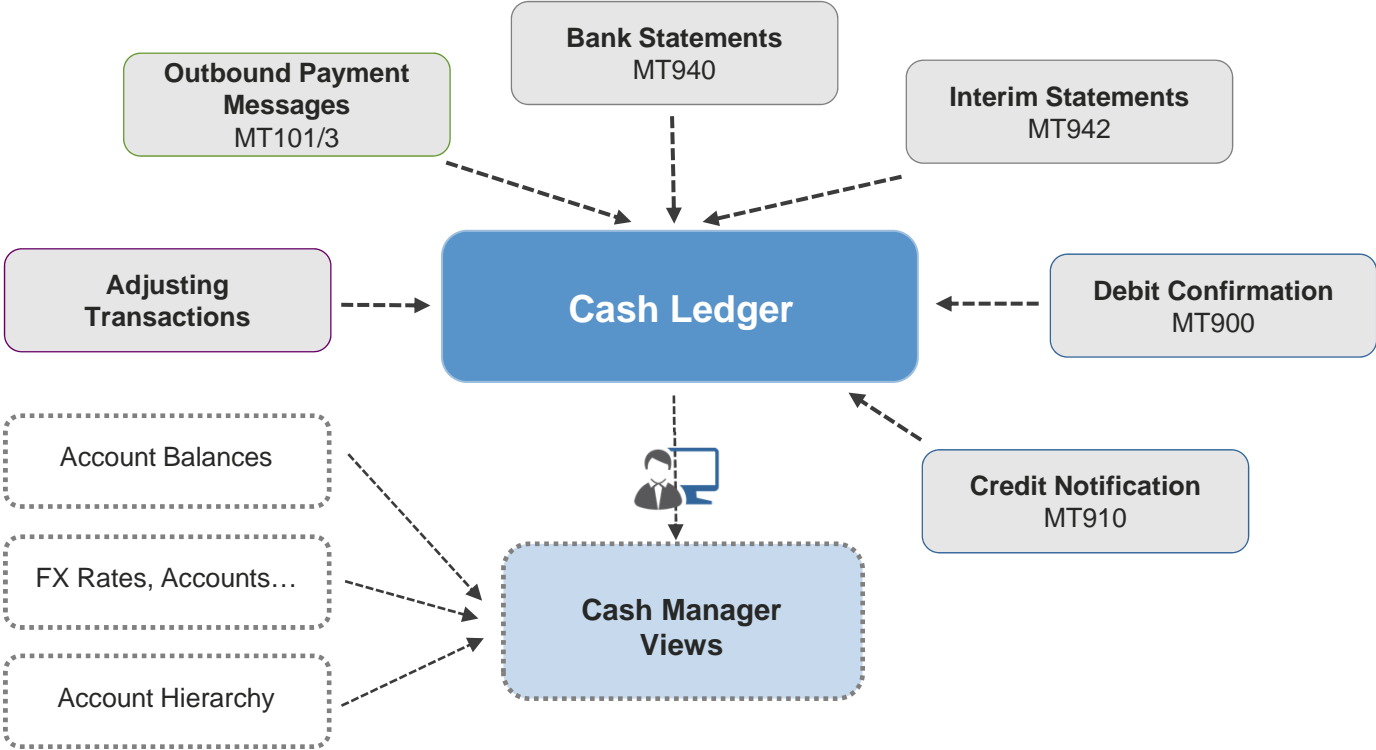 Bank Statements
MT940
Outbound Payment
Messages
MT101/3
Interim Statements
MT942
Adjusting
Transactions
Cash Ledger
Debit Confirmation
MT900
Account Balances
Credit Notification
MT910
FX Rates, Accounts…
Cash Manager
Views
Account Hierarchy